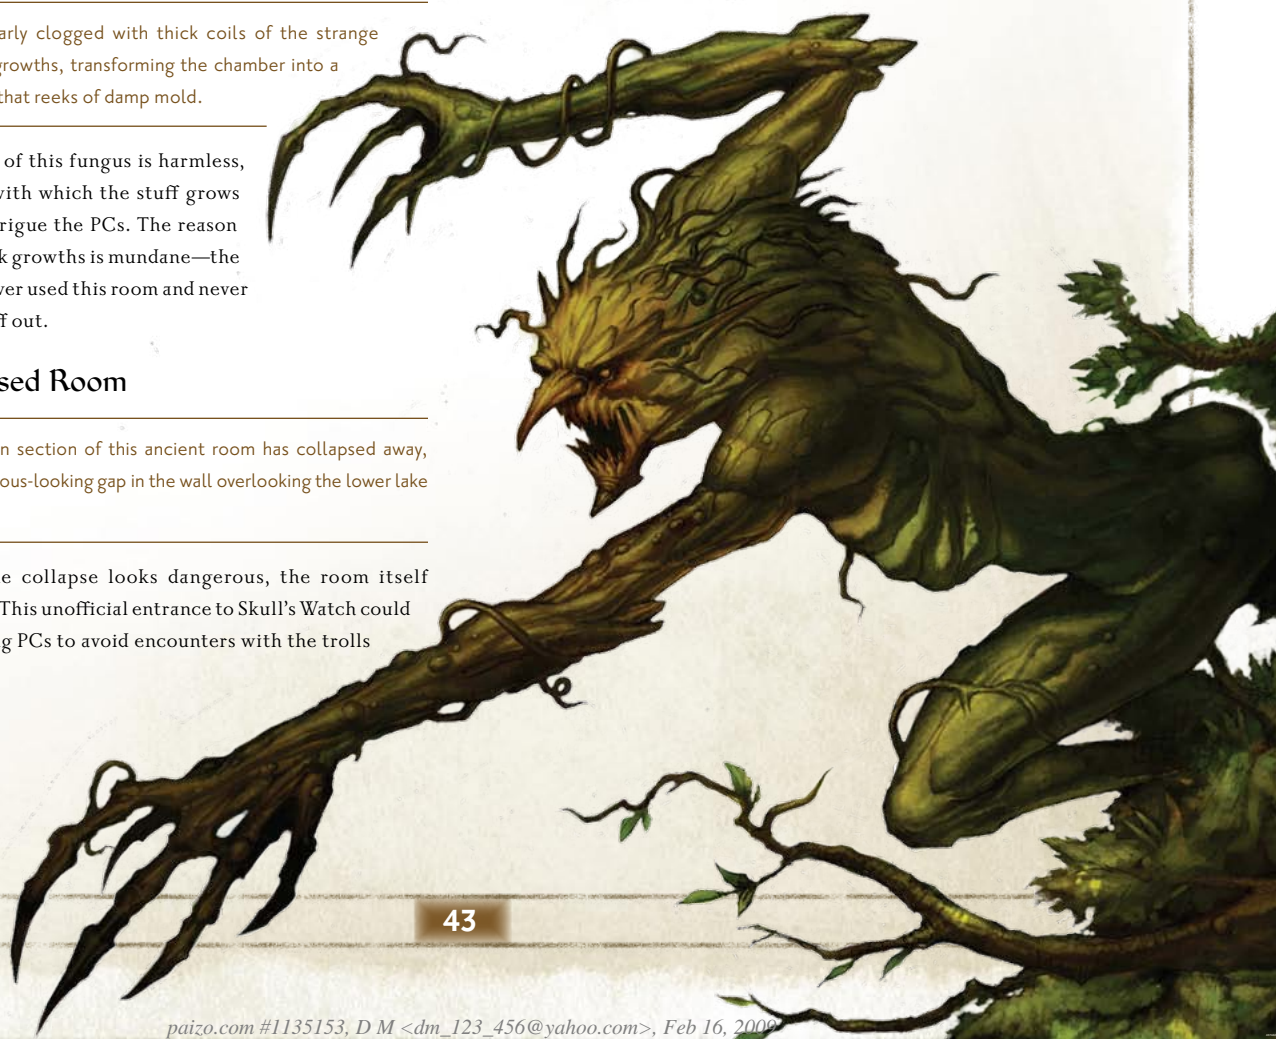 arly clogged with thick coils of the strange
growths, transforming the chamber into a
that reeks of damp mold.
of this fungus is harmless,
with which the stuff grows
rigue the PCs. The reason
k growths is mundane—the
ver used this room and never
ff out.
sed Room
n section of this ancient room has collapsed away,
ous-looking gap in the wall overlooking the lower lake
e collapse looks dangerous, the room itself
This unofficial entrance to Skull's Watch could
g PCs to avoid encounters with the trolls
43
paizo.com #1135153, D M <dm_123_456@yahoo.com>, Feb 16, 2009